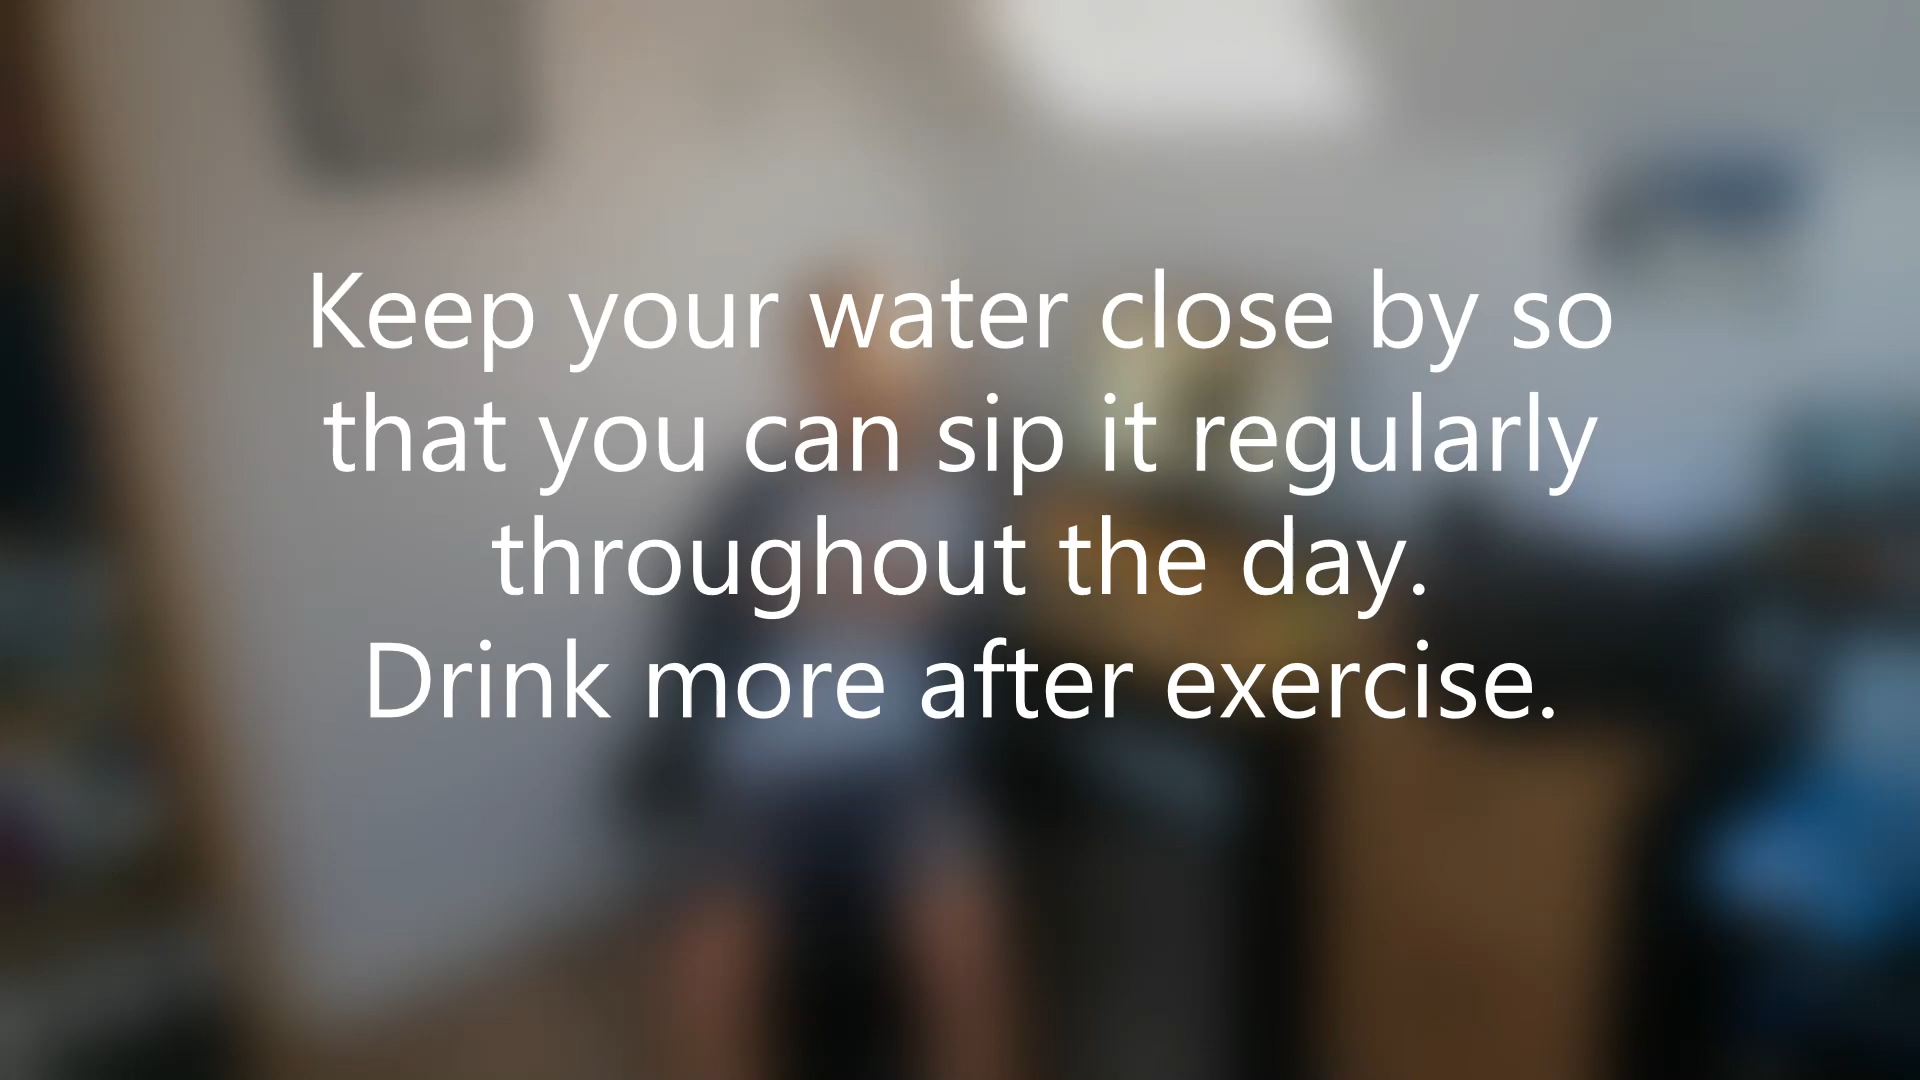 Keep your water close by so
that you can sip it regularly
throughout the day.
Drink more after exercise.